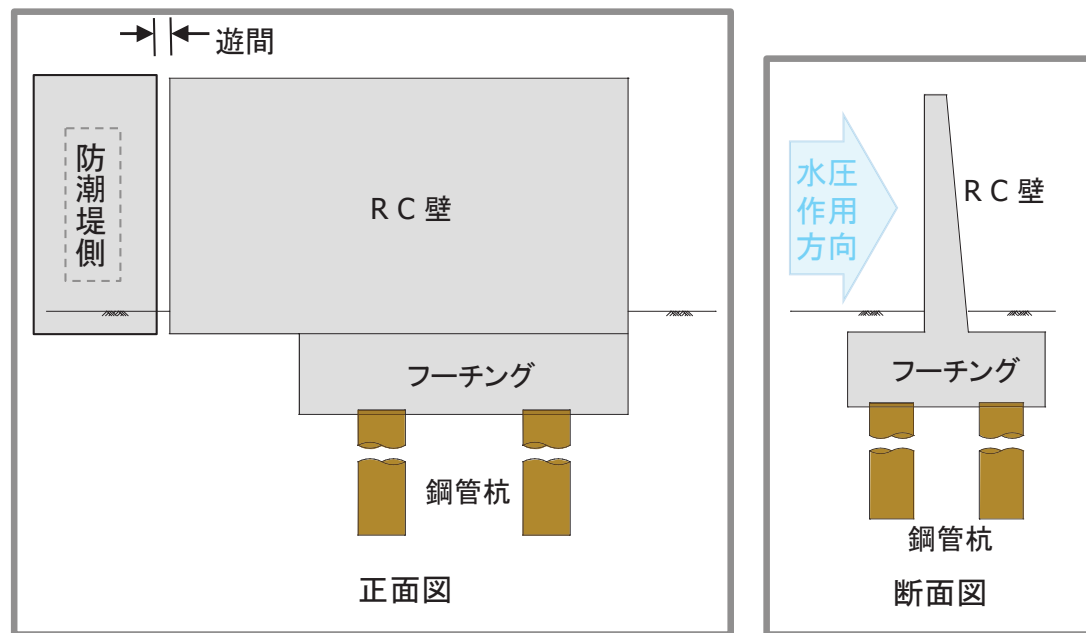 遊間
防潮堤側
RC壁
フーチング
鋼管杭
正面図
水圧
作用
方向
RC壁
フーチング
鋼管杭
断面図